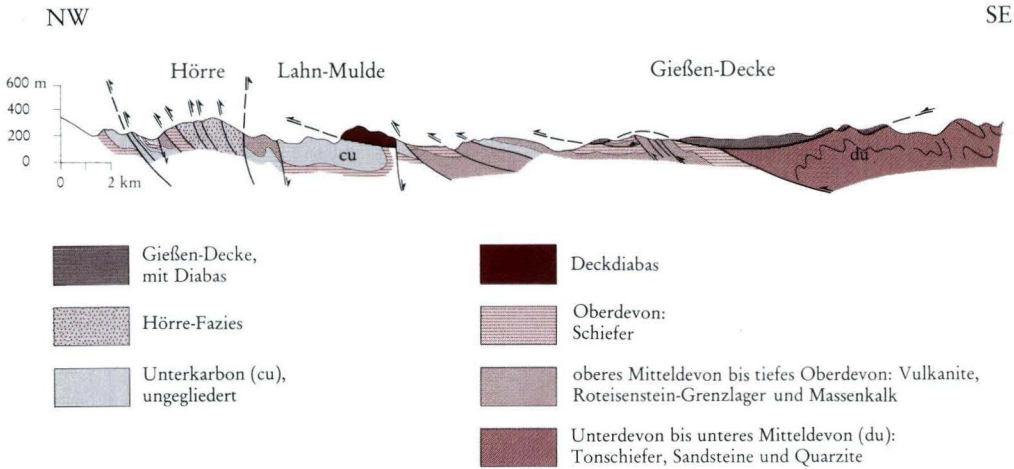 NW
SE
Hörre
Lahn-Mulde
Gießen-Decke
600 m
400
200
0
0
2 km
cu
du
Gießen-Decke,
mit Diabas
Hörre-Fazies
Unterkarbon (cu),
ungegliedert
Deckdiabas
Oberdevon:
Schiefer
oberes Mitteldevon bis tiefes Oberdevon: Vulkanite,
Roteisenstein-Grenzlager und Massenkalk
Unterdevon bis unteres Mitteldevon (du):
Tonschiefer, Sandsteine und Quarzite